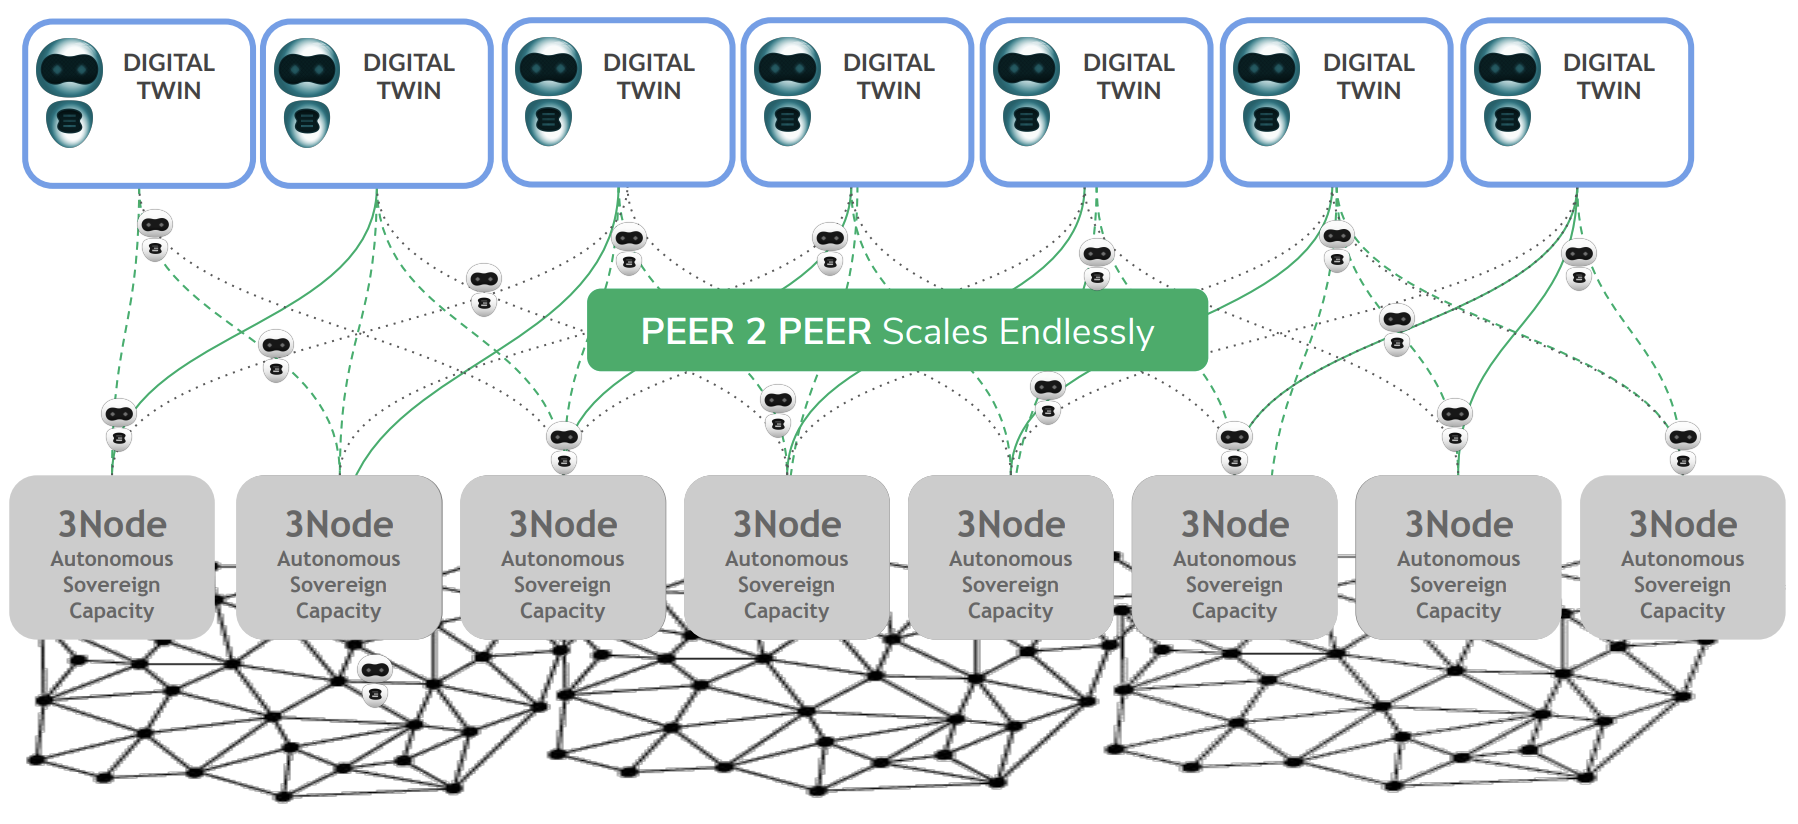 DIGITAL
TWIN
DIGITAL
TWIN
DIGITAL
TWIN
DIGITAL
TWIN
DIGITAL
TWIN
DIGITAL
TWIN
DIGITAL
TWIN
PEER 2 PEER Scales Endlessly
3Node
Autonomous
Sovereign
Capacity
3Node
Autonomous
Sovereign
Capacity
3Node
Autonomous
Sovereign
Capacity
3Node
Autonomous
Sovereign
Capacity
3Node
Autonomous
Sovereign
Capacity
3Node
Autonomous
Sovereign
Capacity
3Node
Autonomous
Sovereign
Capacity
3Node
Autonomous
Sovereign
Capacity